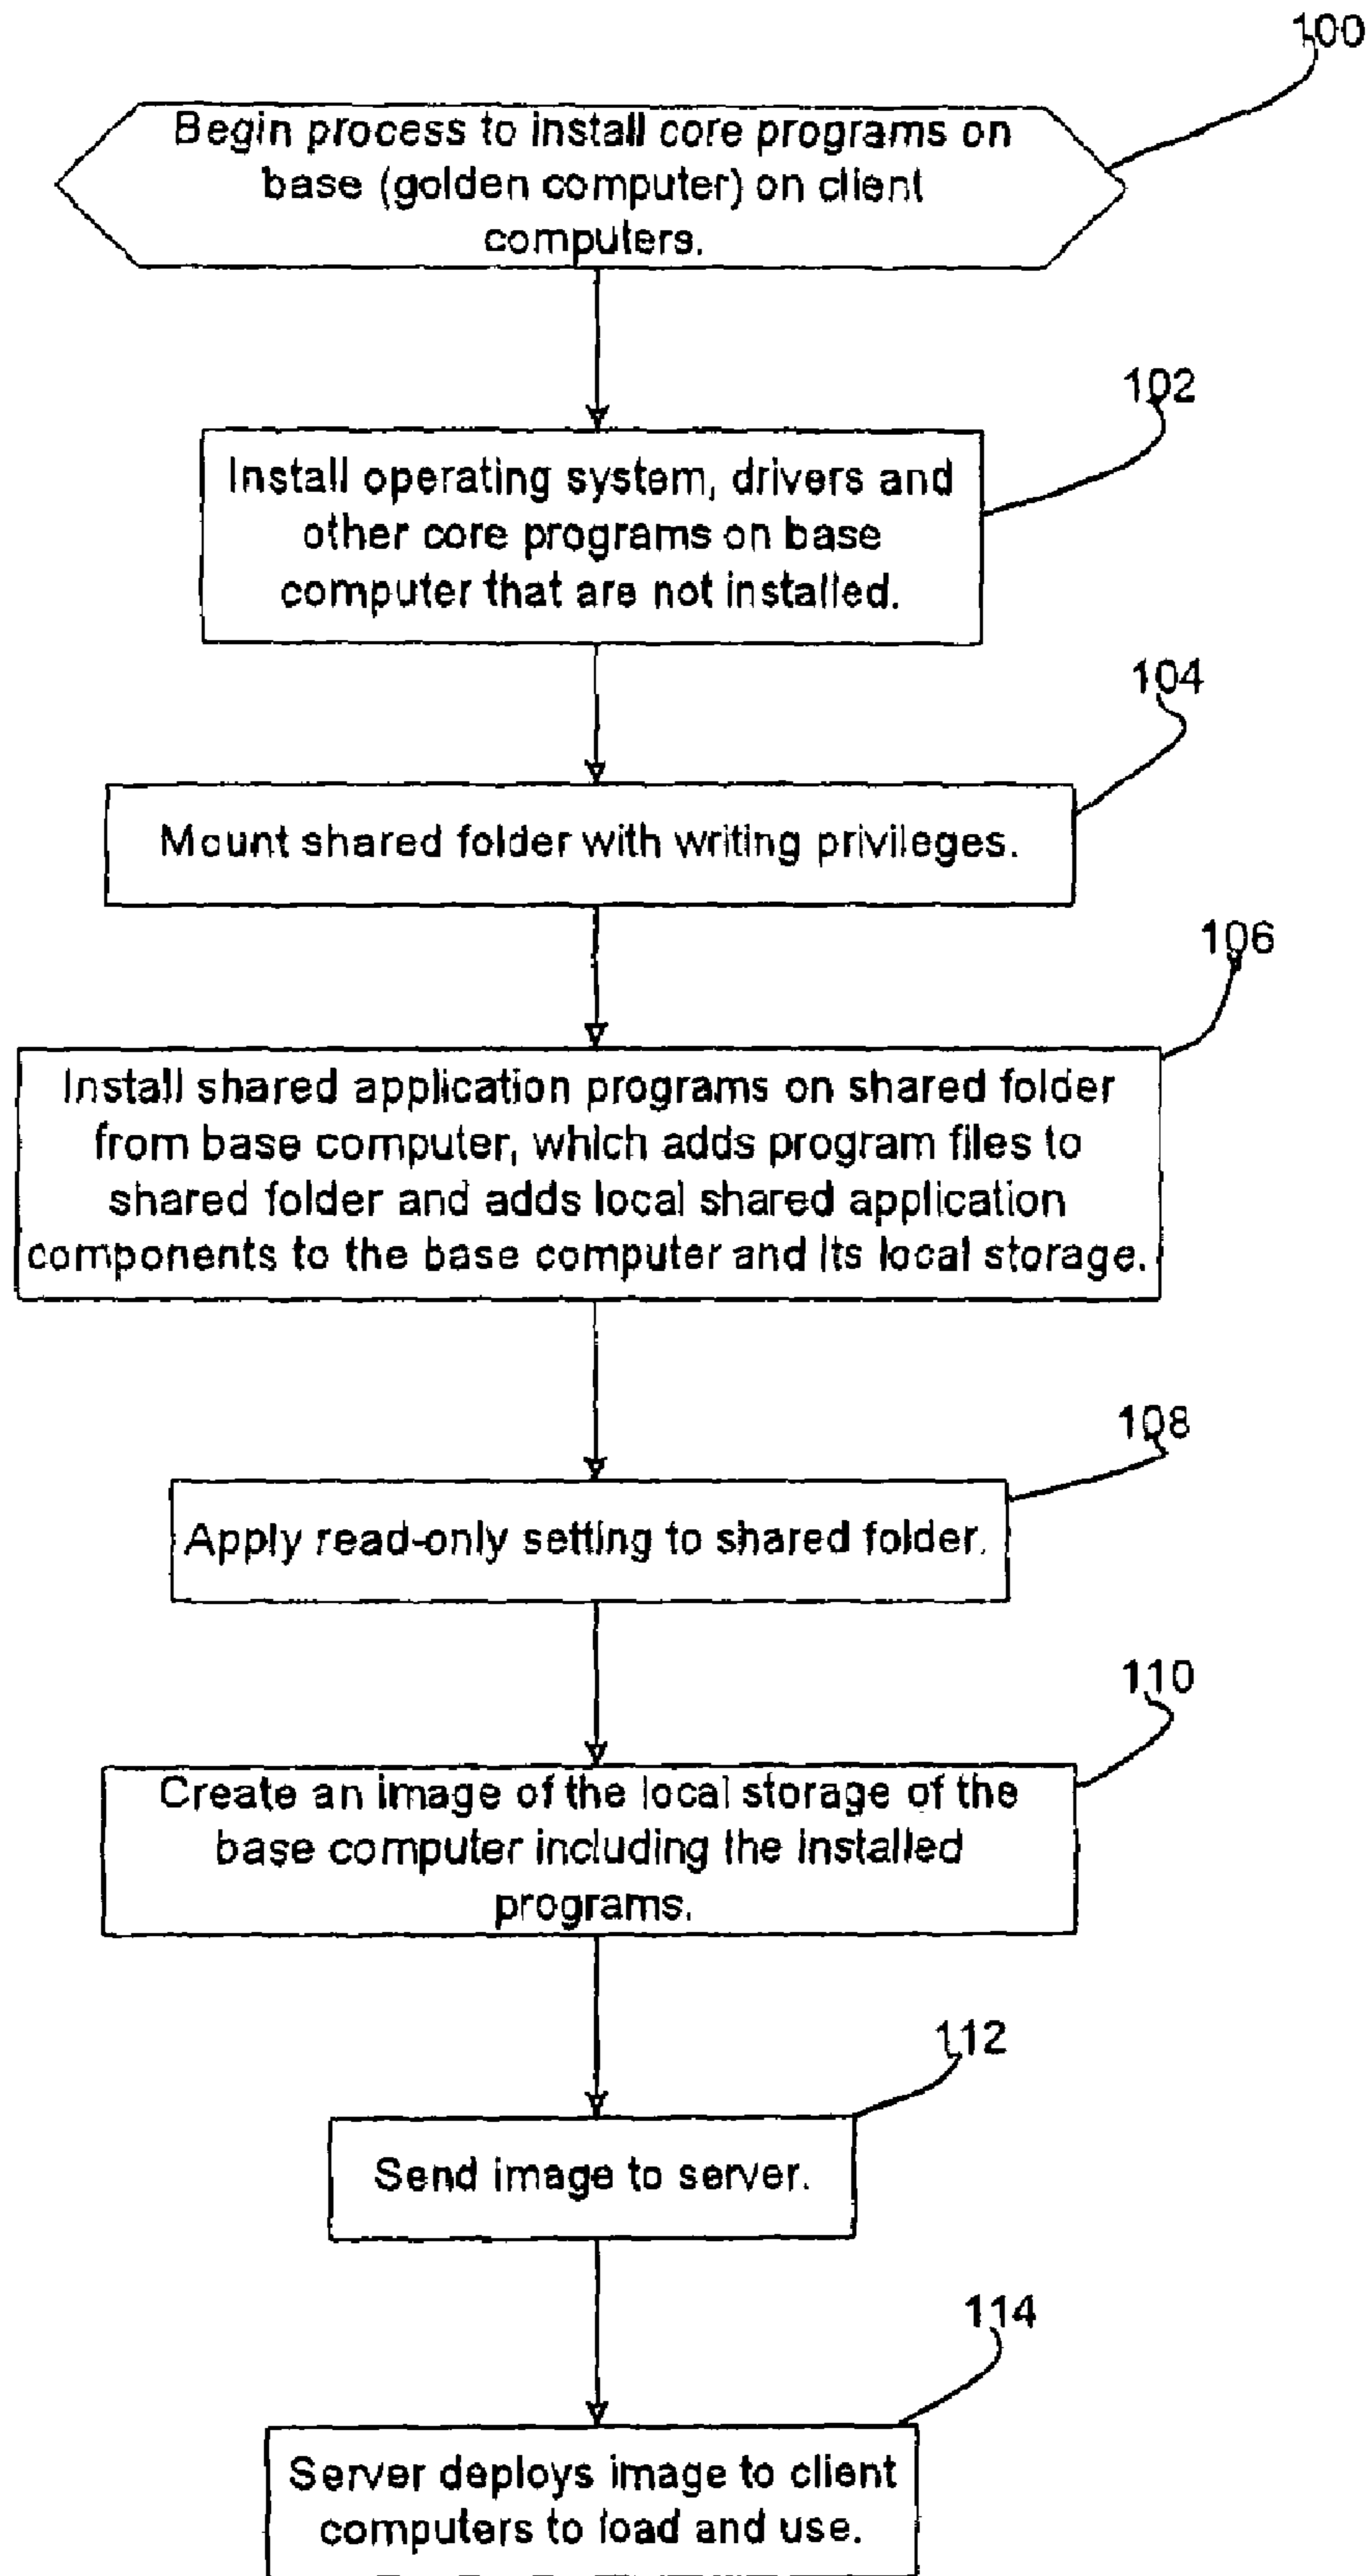 100
Begin process to install core programs on
base (golden computer) on client
computers.
102
Install operating system, drivers and
other core programs on base
computer that are not installed.
104
Mount shared folder with writing privileges.
106
Install shared application programs on shared folder
from base computer, which adds program files to
shared folder and adds local shared application
components to the base computer and its local storage.
108
Apply read-only setting to shared folder.
110
Create an image of the local storage of the
base computer including the installed
programs.
112
Send image to server.
114
Server deploys image to client
computers to load and use.